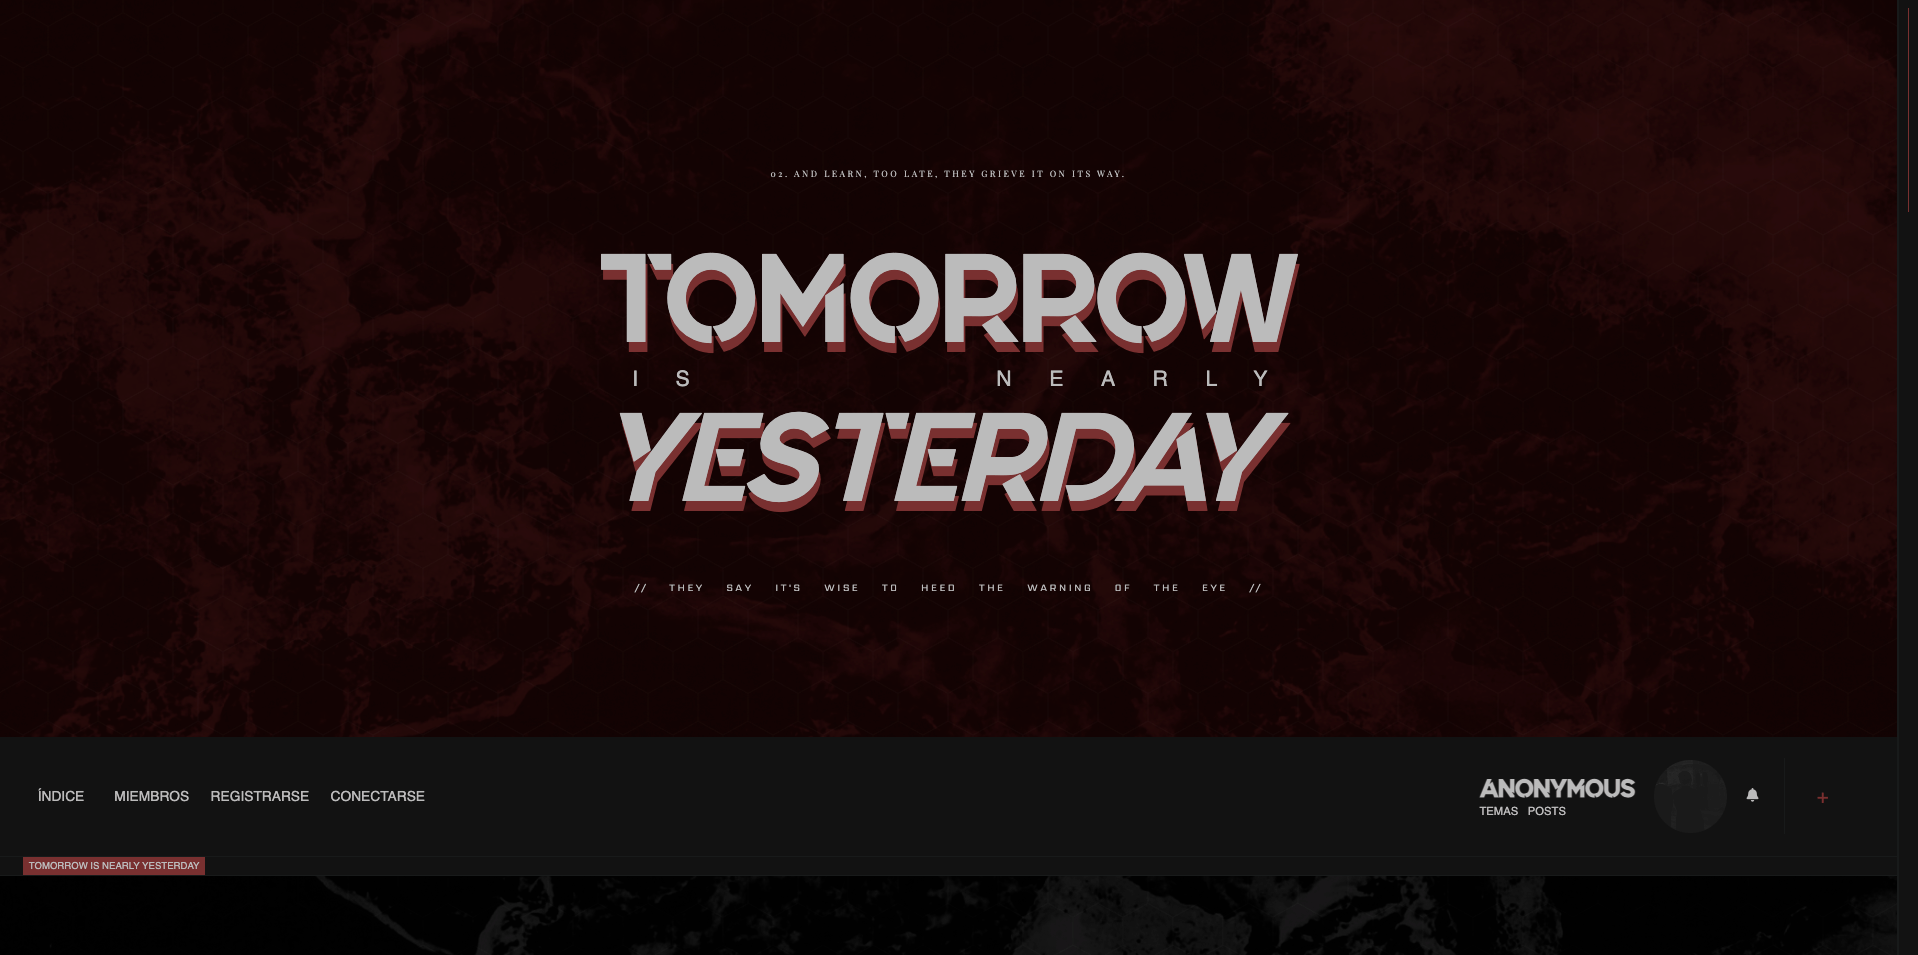 02. AND LEARN, TOO LATE, THEY GRIEVE IT ON ITS WAY.
TOMORROW
IS NEARLY
YESTERDAY
// THEY SAY IT'S WISE TO HEED THE WARNING OF THE EYE //
ÍNDICE MIEMBROS REGISTRARSE CONECTARSE
ANONYMOUS
TEMAS POSTS
TOMORROW IS NEARLY YESTERDAY